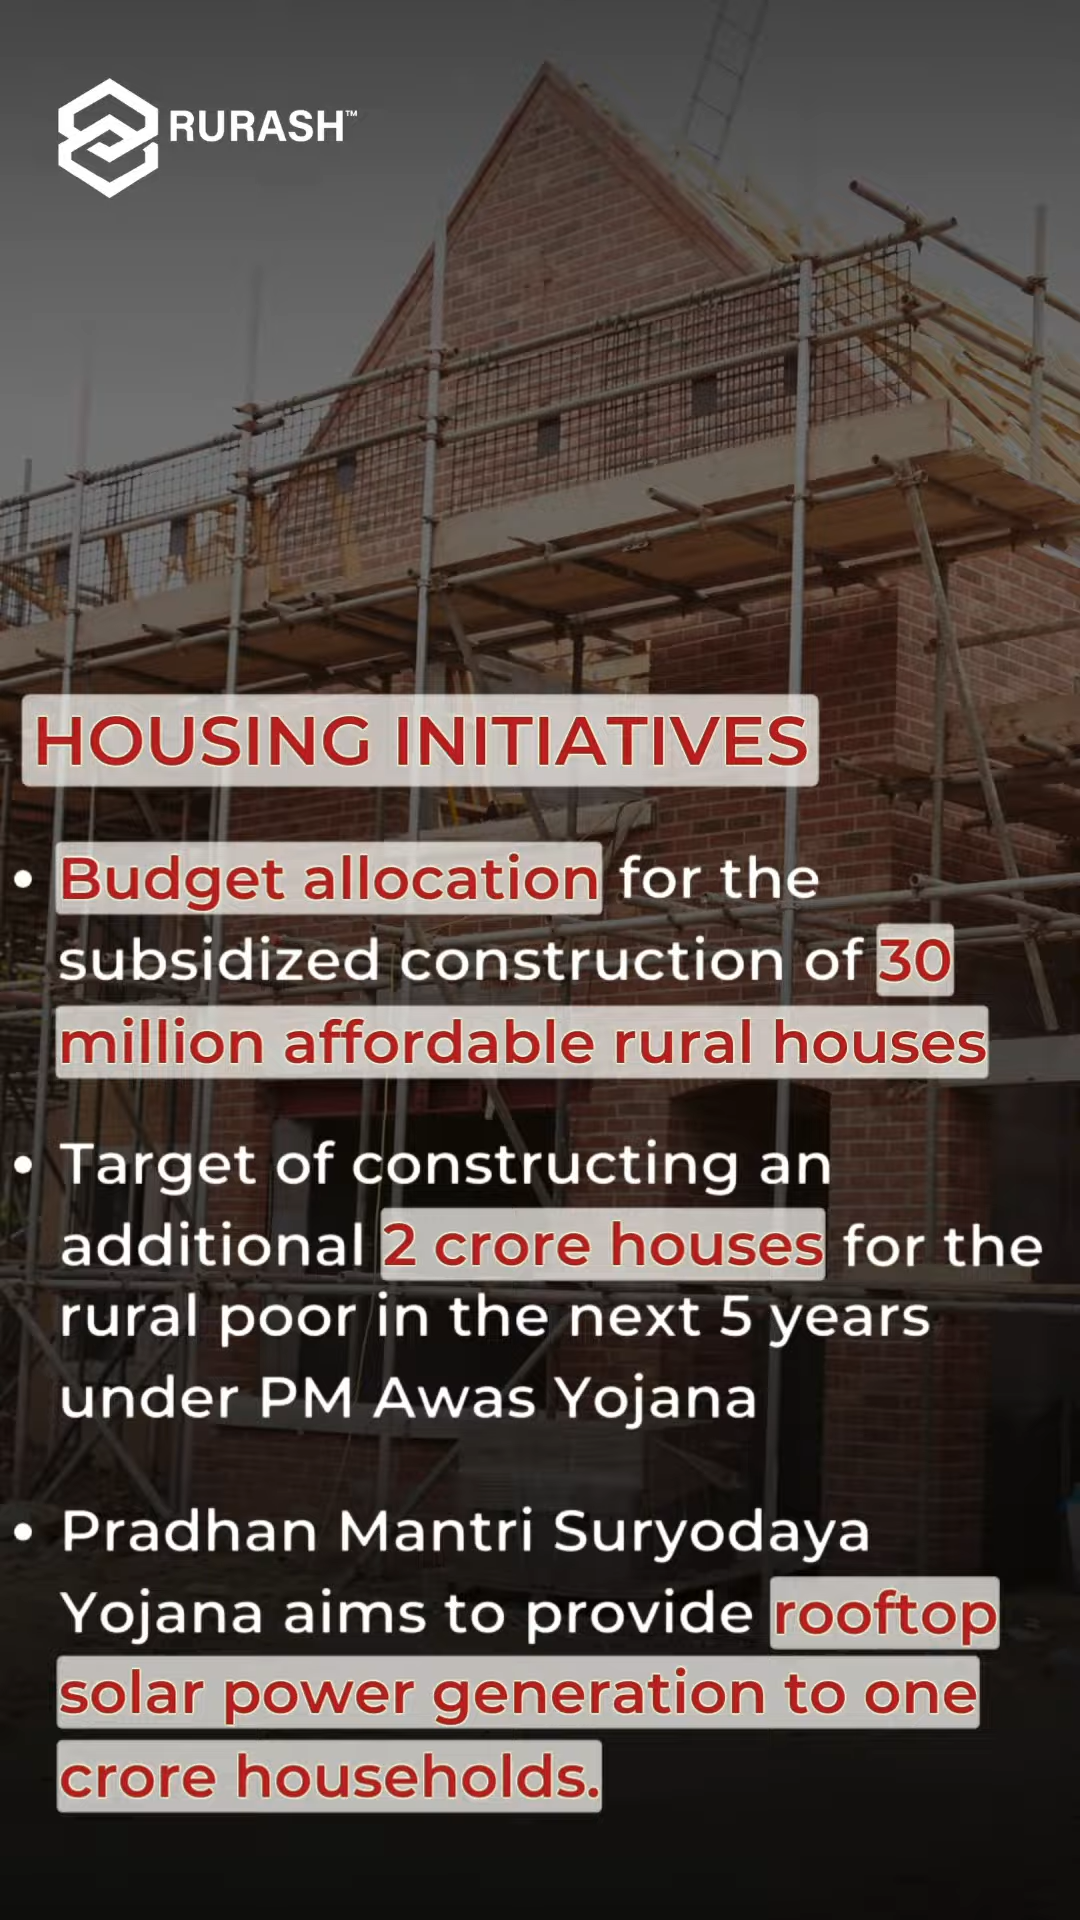 RURASH™
HOUSING INITIATIVES
• Budget allocation for the
subsidized construction of 30
million affordable rural houses
• Target of constructing an
additional 2 crore houses for the
rural poor in the next 5 years
under PM Awas Yojana
• Pradhan Mantri Suryodaya
Yojana aims to provide rooftop
solar power generation to one
crore households.